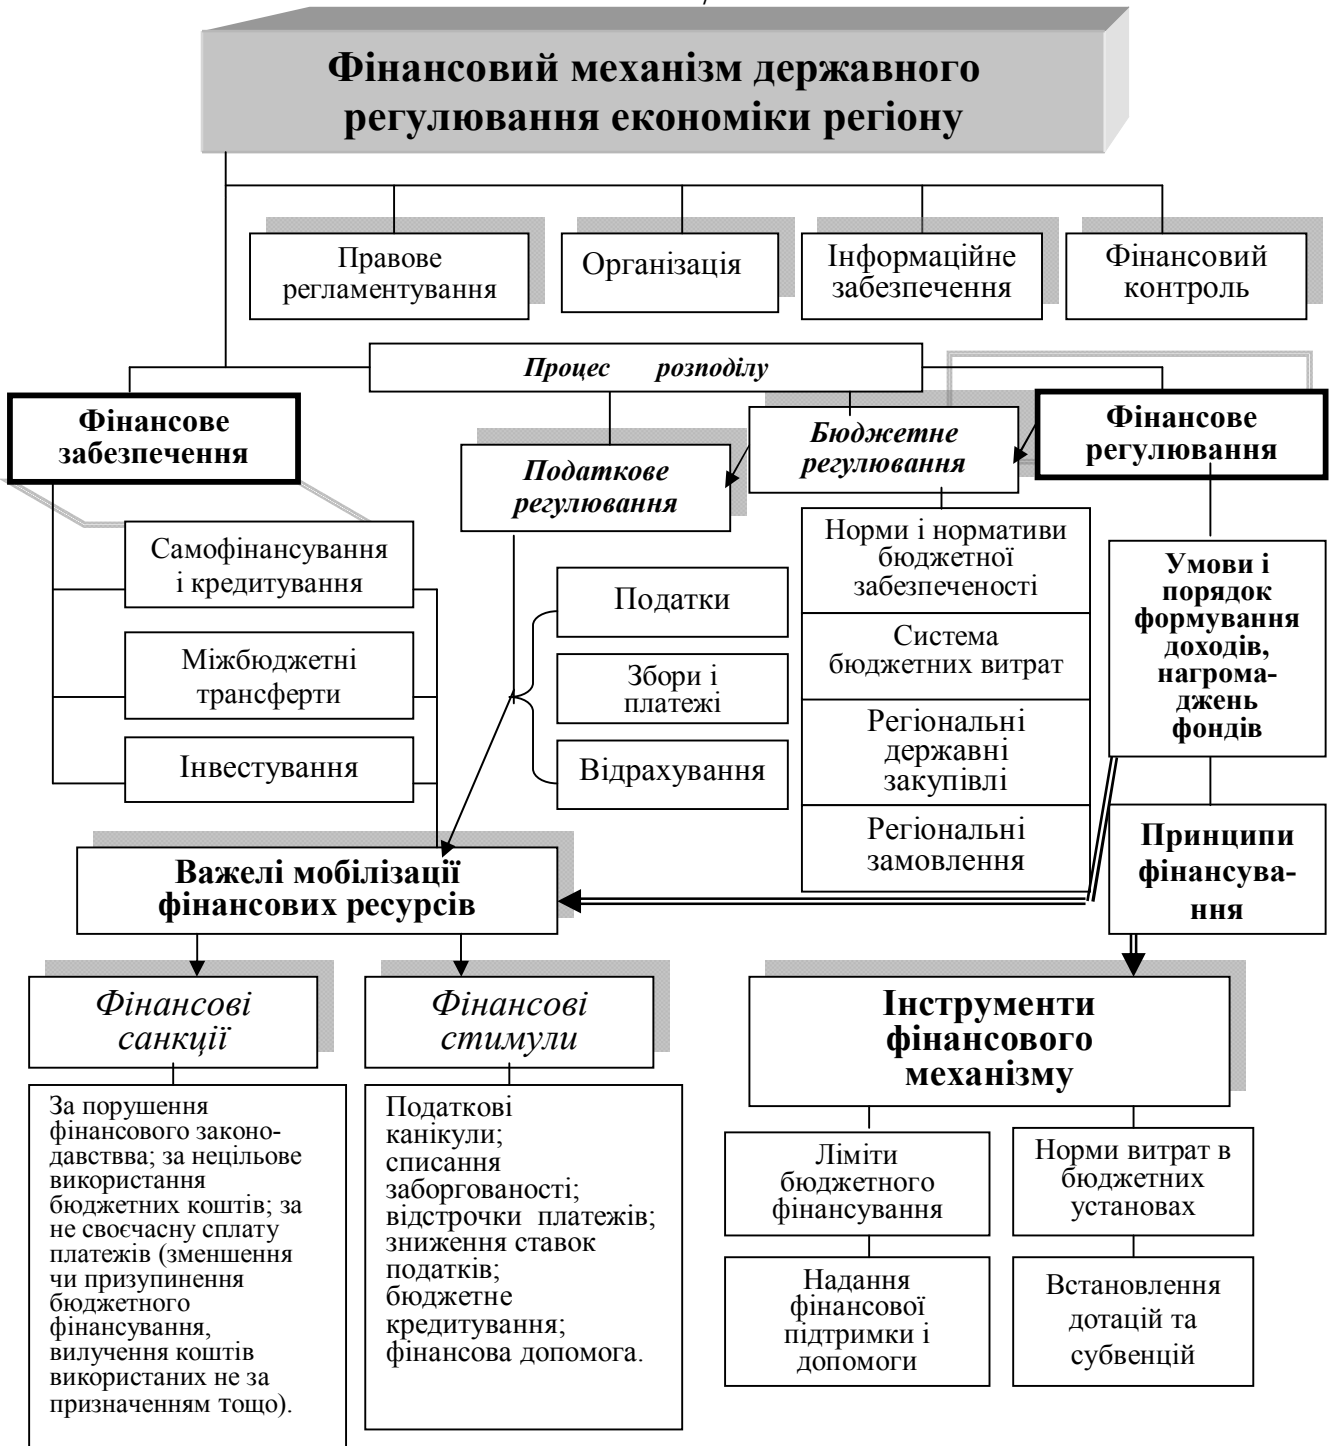 Фінансовий механізм державного
регулювання економіки регіону
Правове
регламентування
Організація
Інформаційне
забезпечення
Фінансовий
контроль
Процес розподілу
Фінансове
забезпечення
Податкове
регулювання
Бюджетне
регулювання
Фінансове
регулювання
Самофінансування
і кредитування
Міжбюджетні
трансферти
Інвестування
Податки
Збори і
платежі
Відрахування
Норми і нормативи
бюджетної
забезпеченості
Система
бюджетних витрат
Регіональні
державні
закупівлі
Регіональні
замовлення
Умови і
порядок
формування
доходів,
нагрома-
джень
фондів
Принципи
фінансува-
ння
Важелі мобілізації
фінансових ресурсів
Фінансові
санкції
Фінансові
стимули
Інструменти
фінансового
механізму
За порушення
фінансового законо-
давствва; за нецільове
використання
бюджетних коштів; за
не своєчасну сплату
платежів (зменшення
чи призупинення
бюджетного
фінансування,
вилучення коштів
використаних не за
призначенням тощо).
Податкові
канікули;
списання
заборгованості;
відстрочки платежів;
зниження ставок
податків;
бюджетне
кредитування;
фінансова допомога.
Ліміти
бюджетного
фінансування
Норми витрат в
бюджетних
установах
Надання
фінансової
підтримки і
допомоги
Встановлення
дотацій та
субвенцій